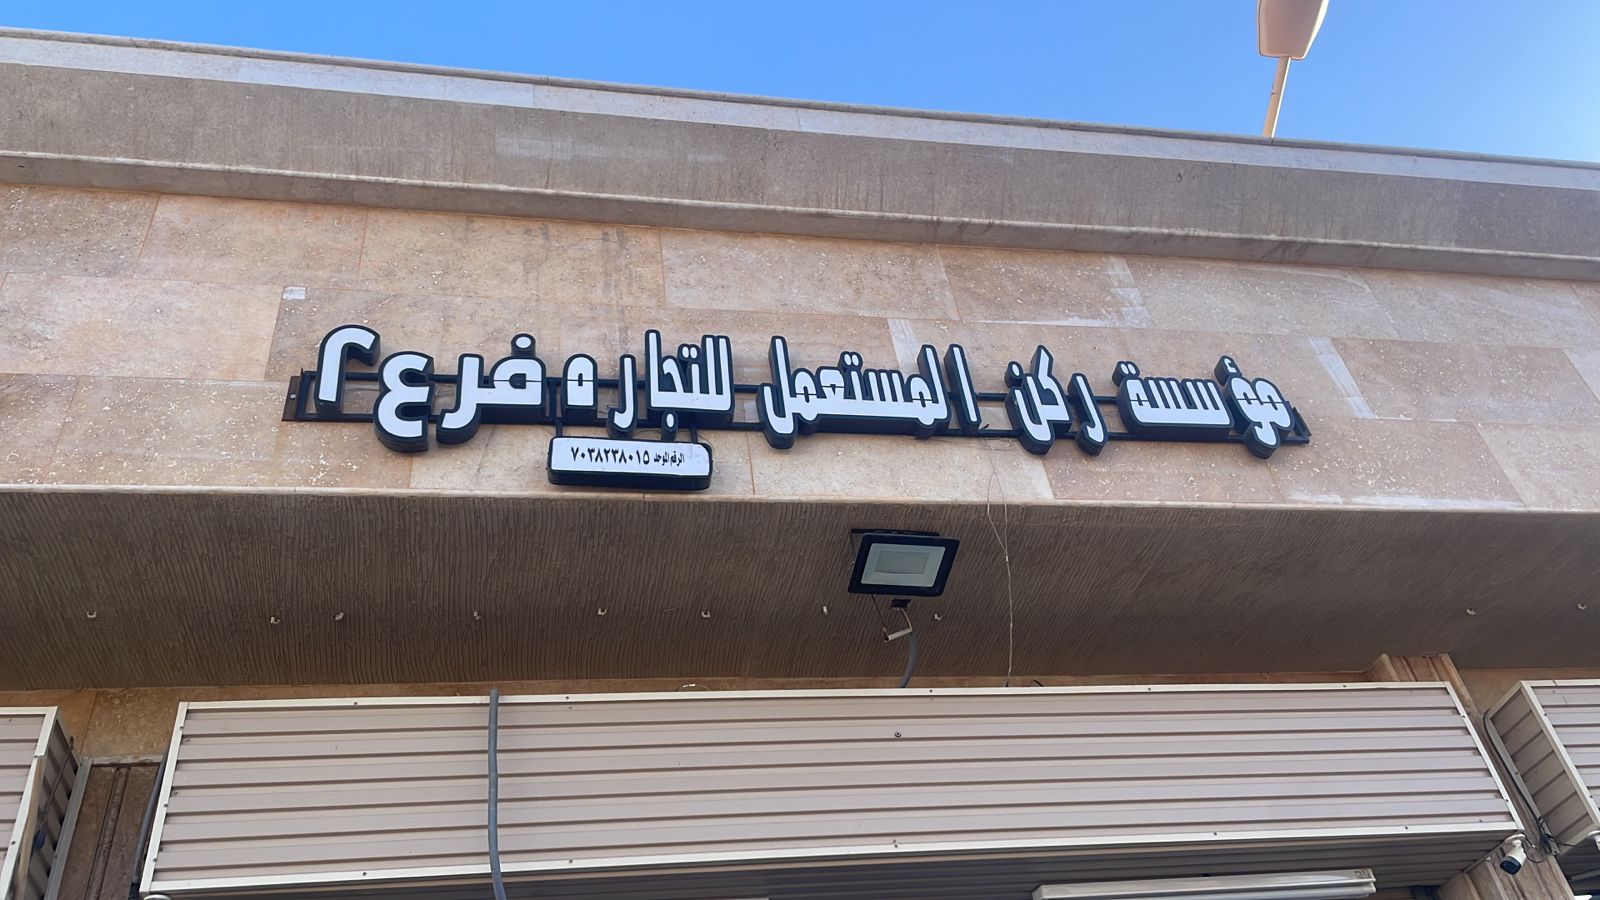 مؤسسة ركن المستعمل للتجاره فرع ٢
الرقم الموحد ٧٠٣٨٢٣٨٠١٥